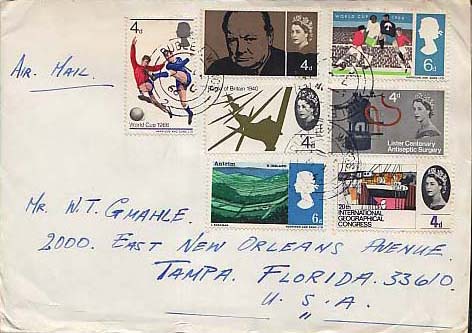 4d
World Cup 1966
4d
WORLD CUP 1966
6d
Battle of Britain 1940
4d
4d
Lister Centenary
Antiseptic Surgery
Antrim
6d
20th
INTERNATIONAL
GEOGRAPHICAL
CONGRESS
4d
AIR MAIL.
MR. W.T. GMAHLE.
2000. EAST NEW ORLEANS AVENUE.
TAMPA. FLORIDA. 33610.
U.S.A.